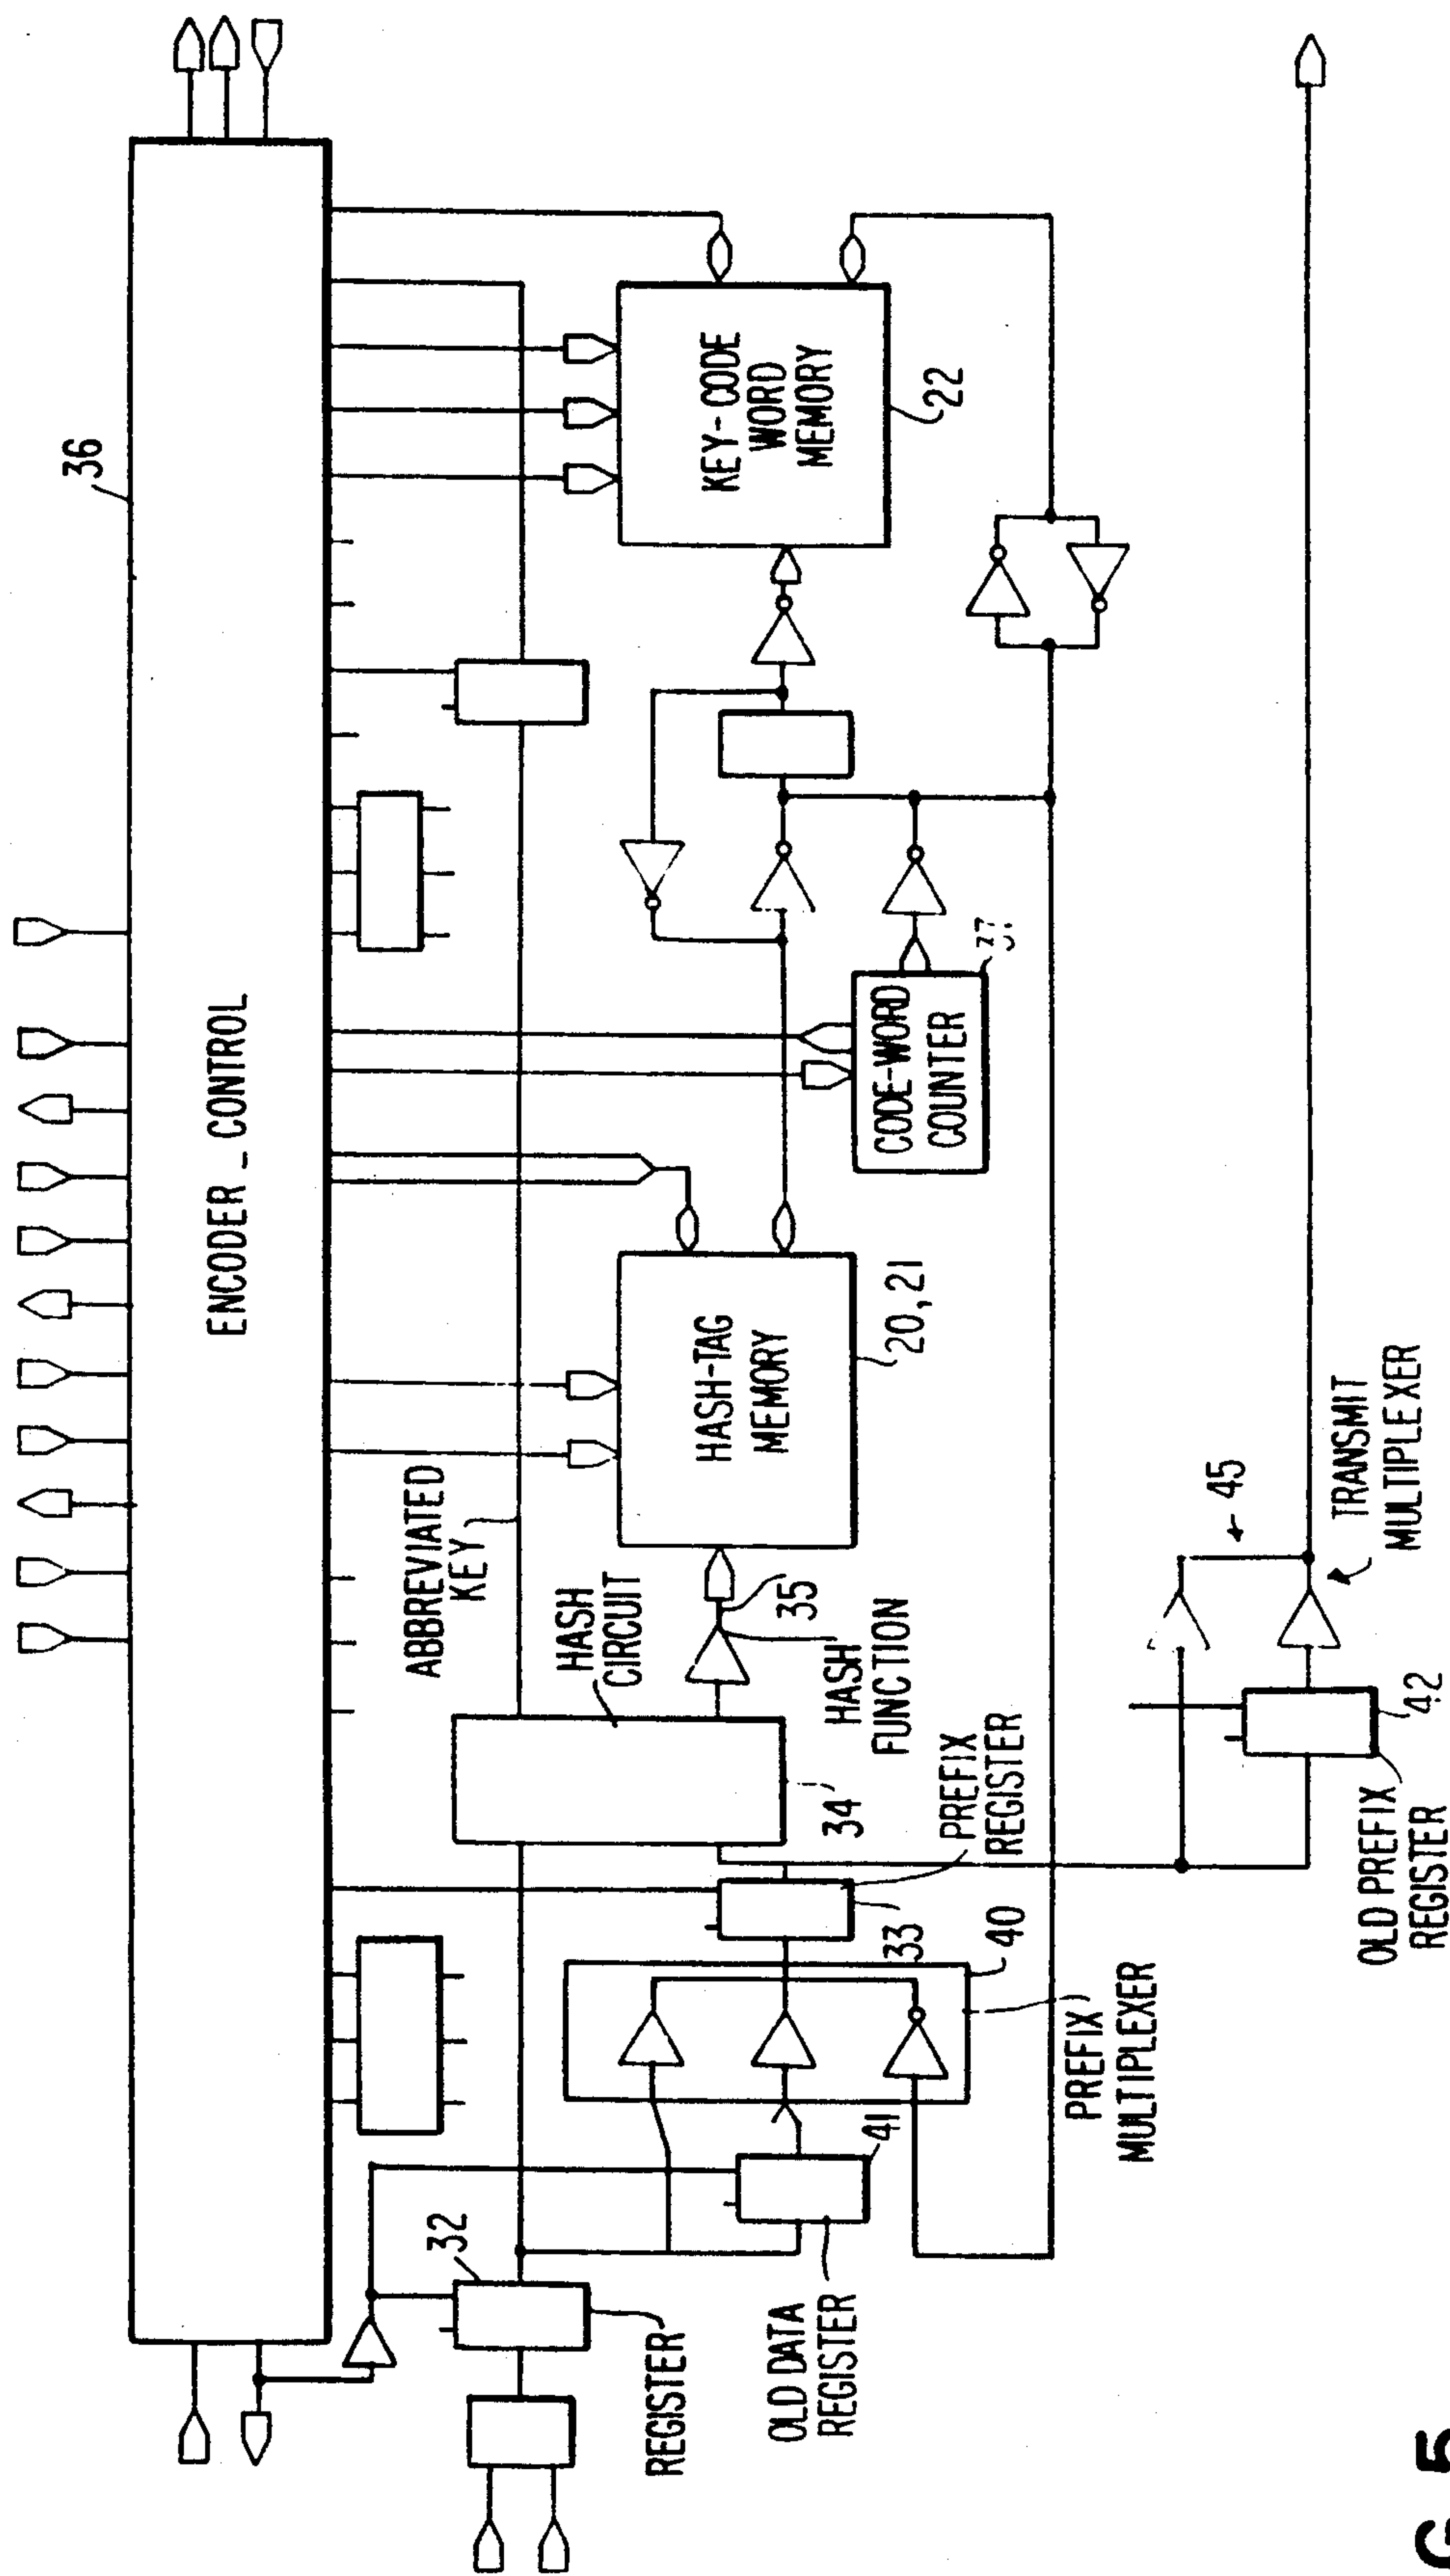 36
ENCODER _ CONTROL
ABBREVIATED
KEY
HASH
CIRCUIT
HASH-TAG
MEMORY
20, 21
KEY-CODE
WORD
MEMORY
22
CODE-WORD
COUNTER
37
35
HASH
FUNCTION
34
PREFIX
REGISTER
33
40
PREFIX
MULTIPLEXER
32
REGISTER
41
OLD DATA
REGISTER
45
TRANSMIT
MULTIPLEXER
42
OLD PREFIX
REGISTER
G. 5